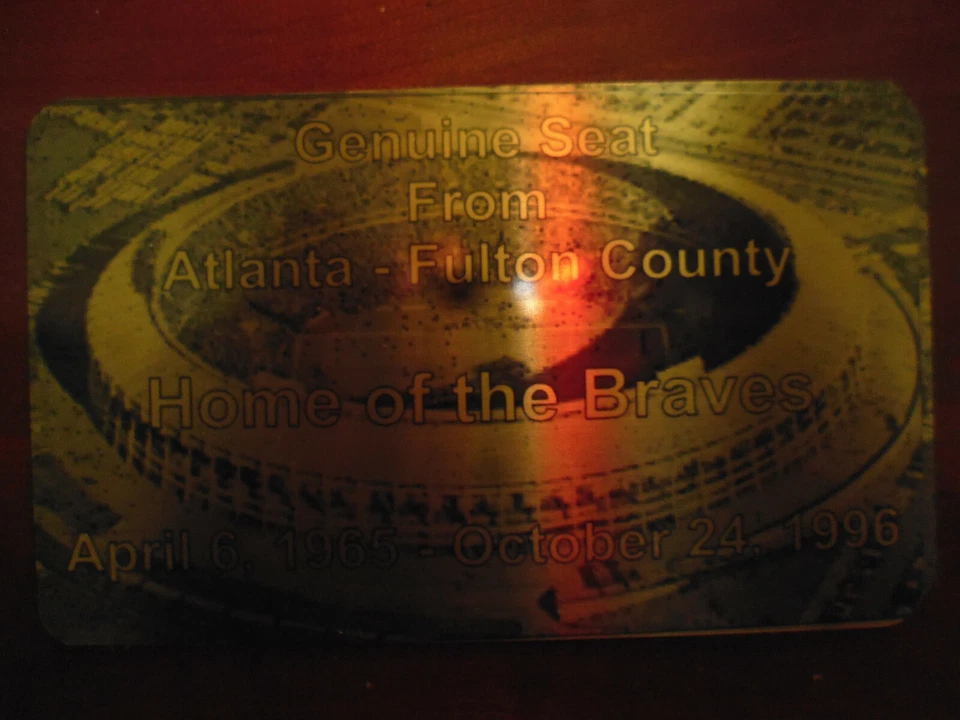 Genuine Seat
From
Atlanta - Fulton County
Home of the Braves
April 6, 1965 - October 24, 1996